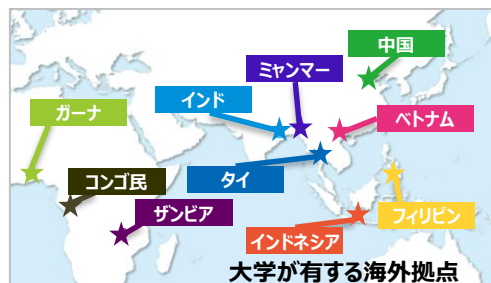 中国
ミャンマー
インド
ガーナ
ベトナム
タイ
コンゴ民
ザンビア
フィリピン
インドネシア
大学が有する海外拠点